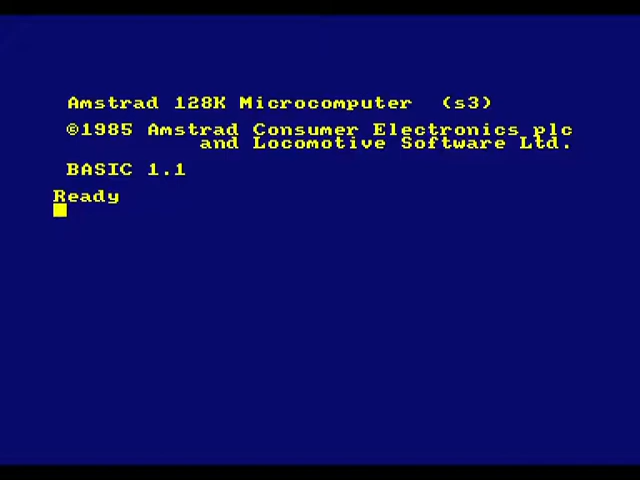 Amstrad 128K Microcomputer (s3)
©1985 Amstrad Consumer Electronics plc
and Locomotive Software Ltd.
BASIC 1.1
Ready